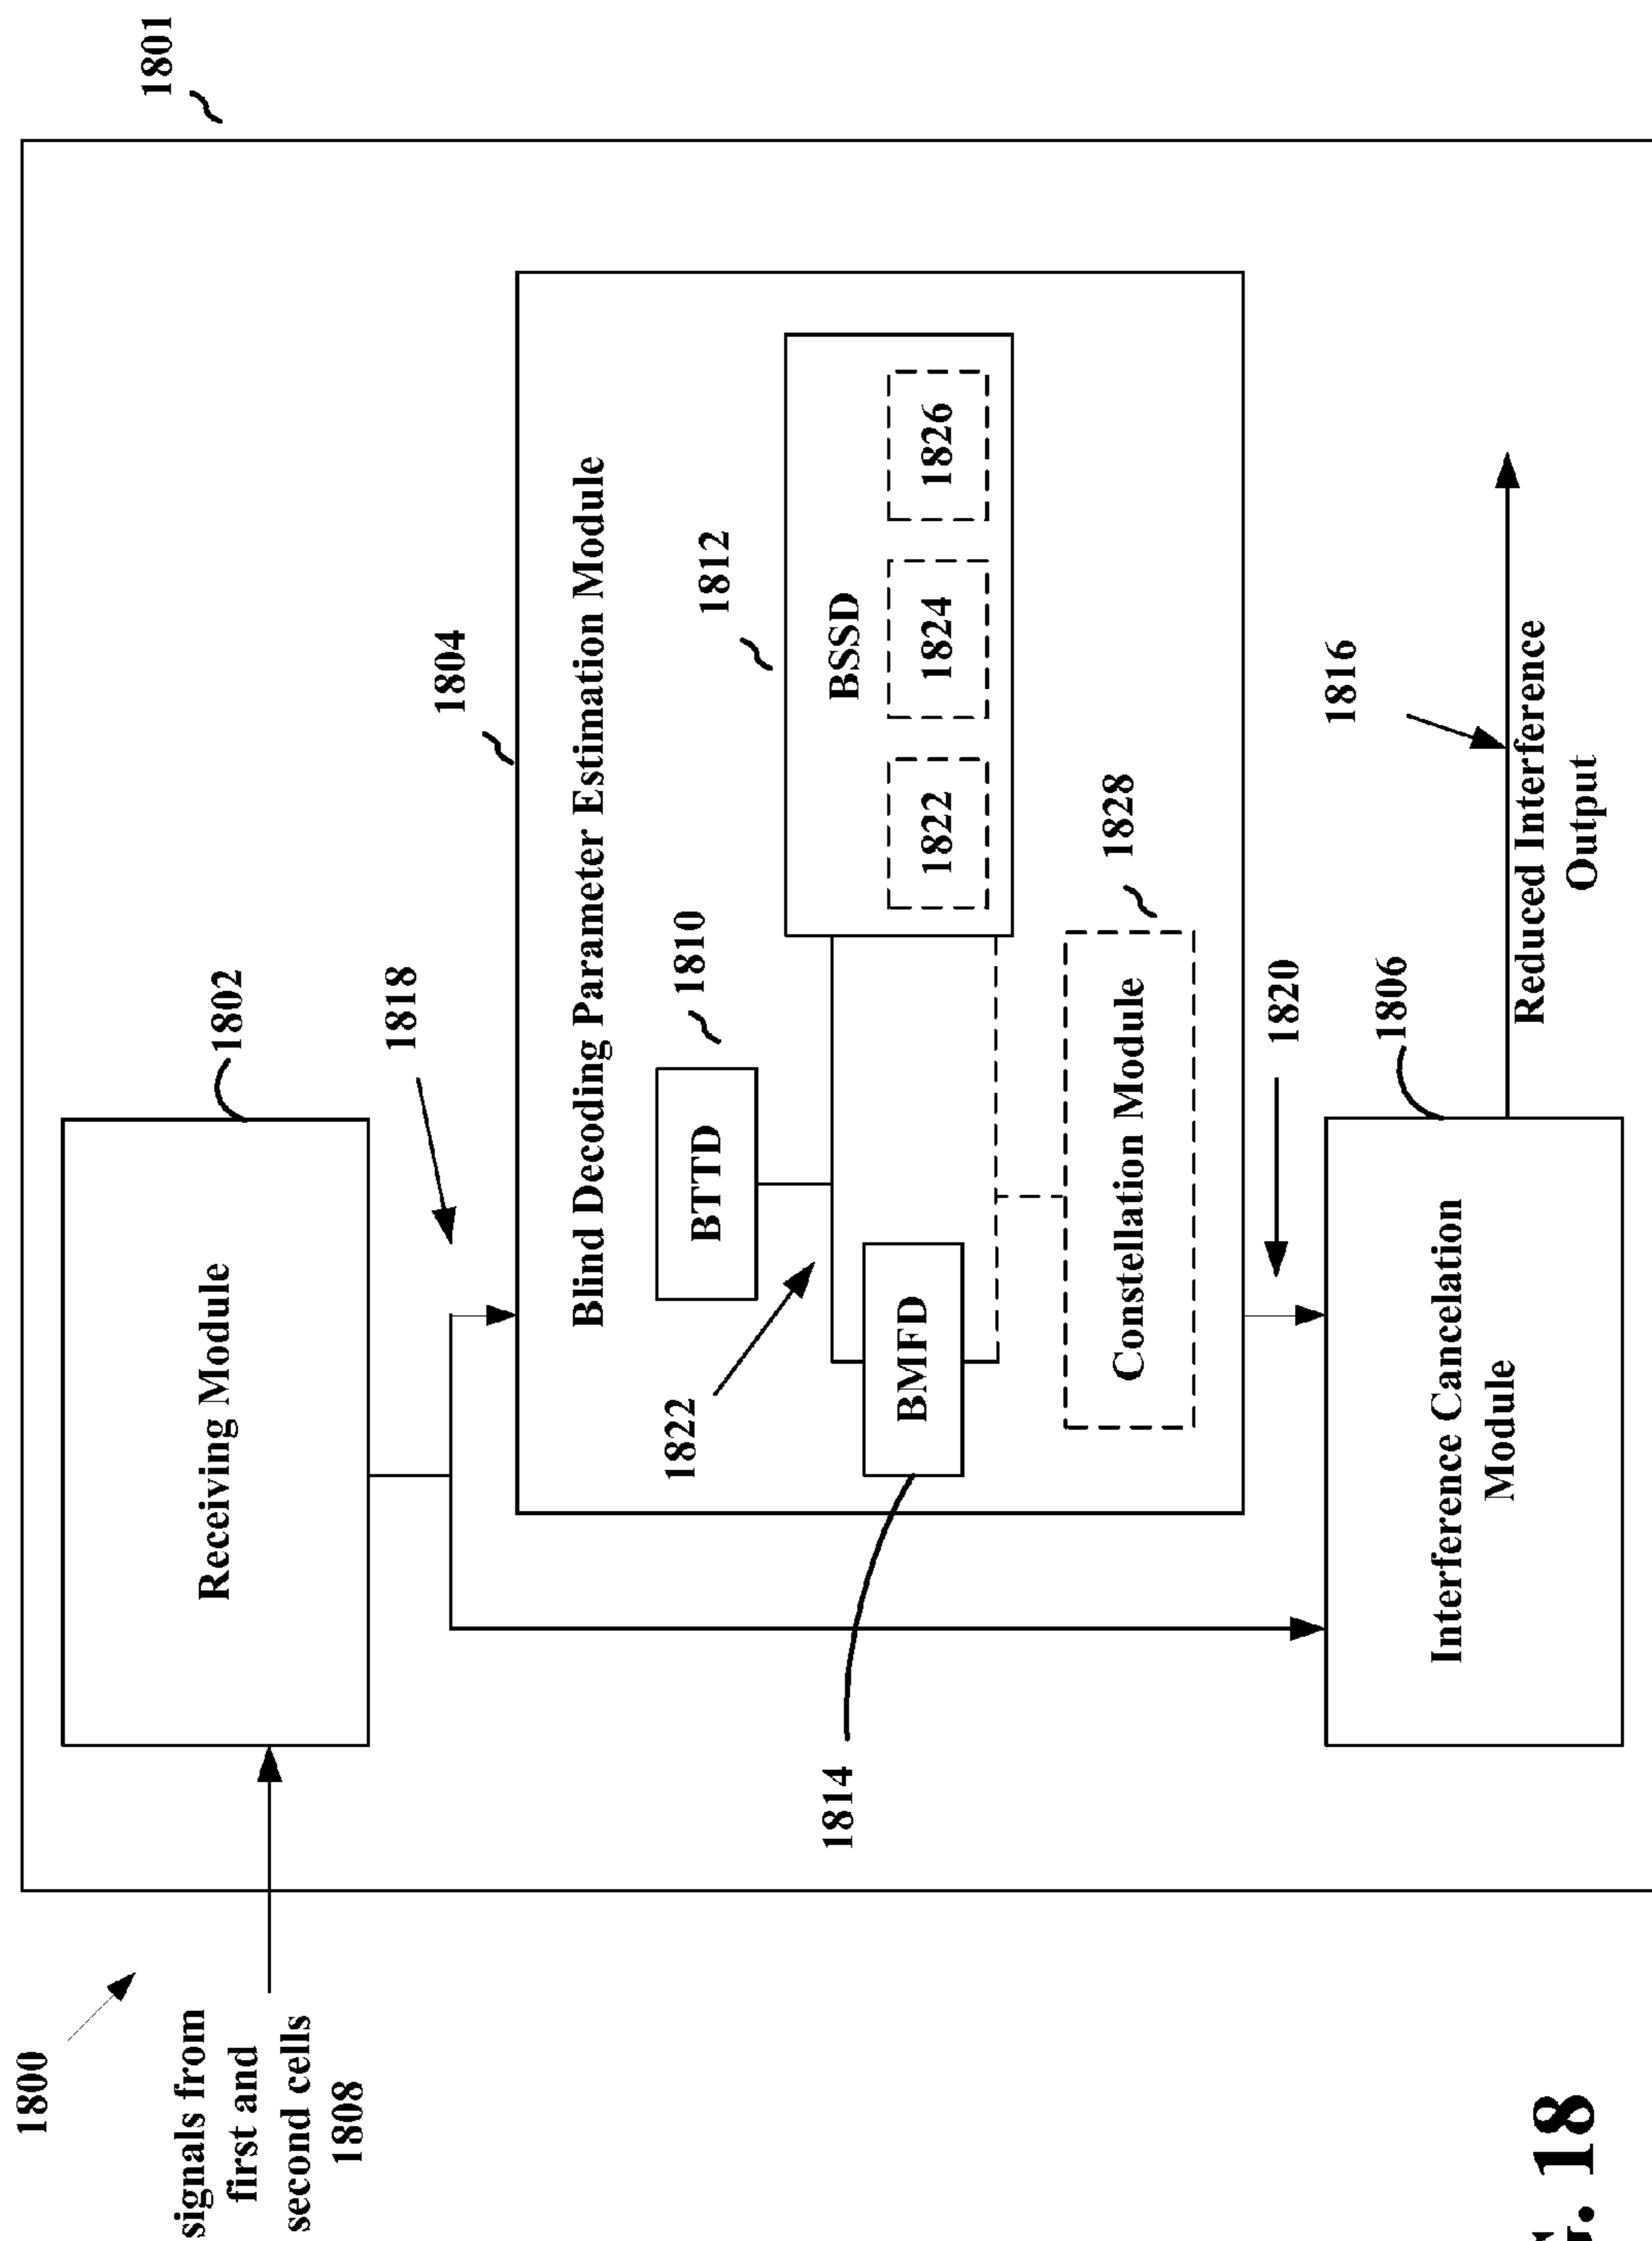 1800
1801
signals from
first and
second cells
1808
Receiving Module
1802
1818
1804
Blind Decoding Parameter Estimation Module
BTTD
1810
1822
BMFD
1814
BSSD
1812
1822
1824
1826
Constellation Module
1828
1820
Interference Cancelation
Module
1806
1816
Reduced Interference
Output
18